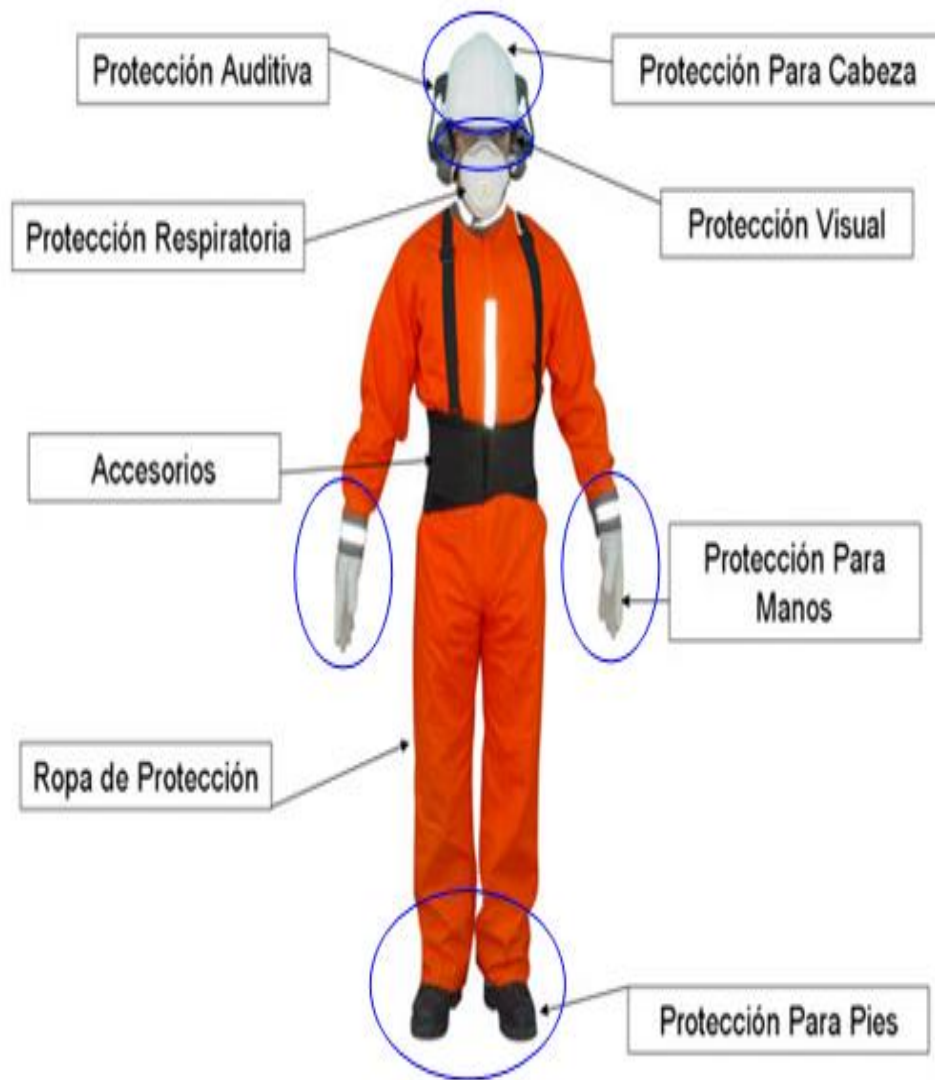 Protección Auditiva
Protección Para Cabeza
Protección Respiratoria
Protección Visual
Accesorios
Protección Para
Manos
Ropa de Protección
Protección Para Pies